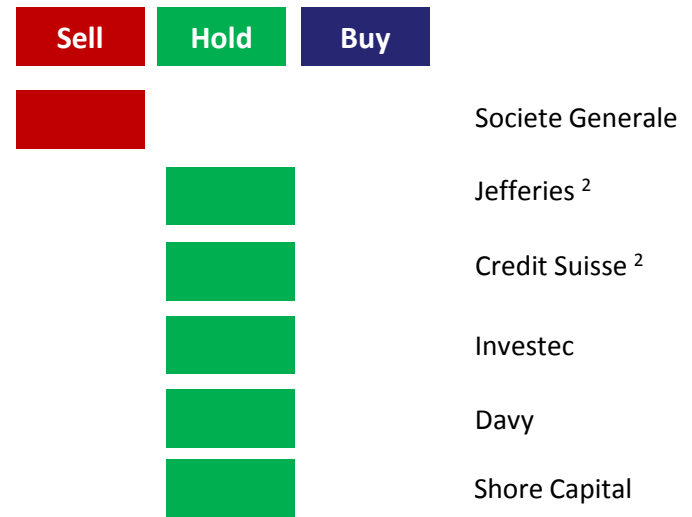 Sell Hold Buy
Societe Generale
Jefferies ²
Credit Suisse ²
Investec
Davy
Shore Capital